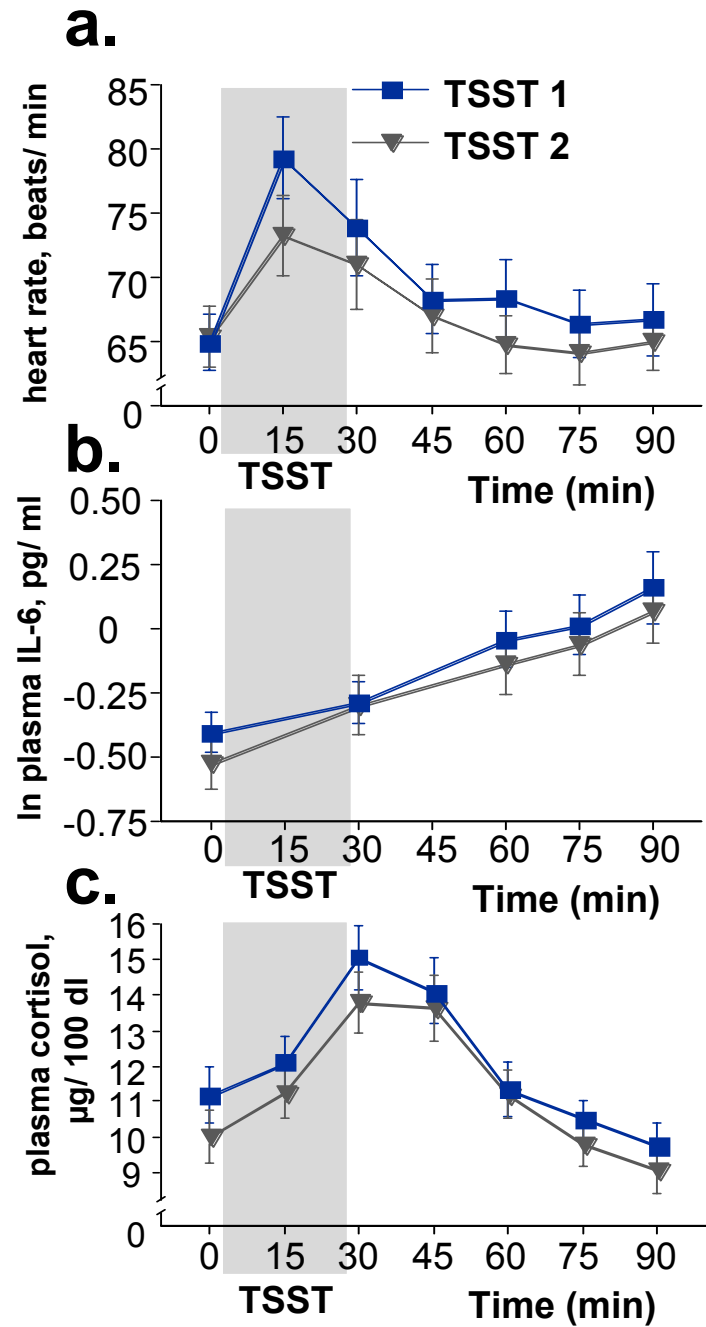 a.
heart rate, beats/ min
85
80
75
70
65
0
TSST 1
TSST 2
0 15 30 45 60 75 90
TSST
Time (min)
b.
ln plasma IL-6, pg/ ml
0.50
0.25
0
-0.25
-0.50
-0.75
0 15 30 45 60 75 90
TSST
Time (min)
c.
plasma cortisol,
µg/ 100 dl
16
15
14
13
12
11
10
9
0
0 15 30 45 60 75 90
TSST
Time (min)